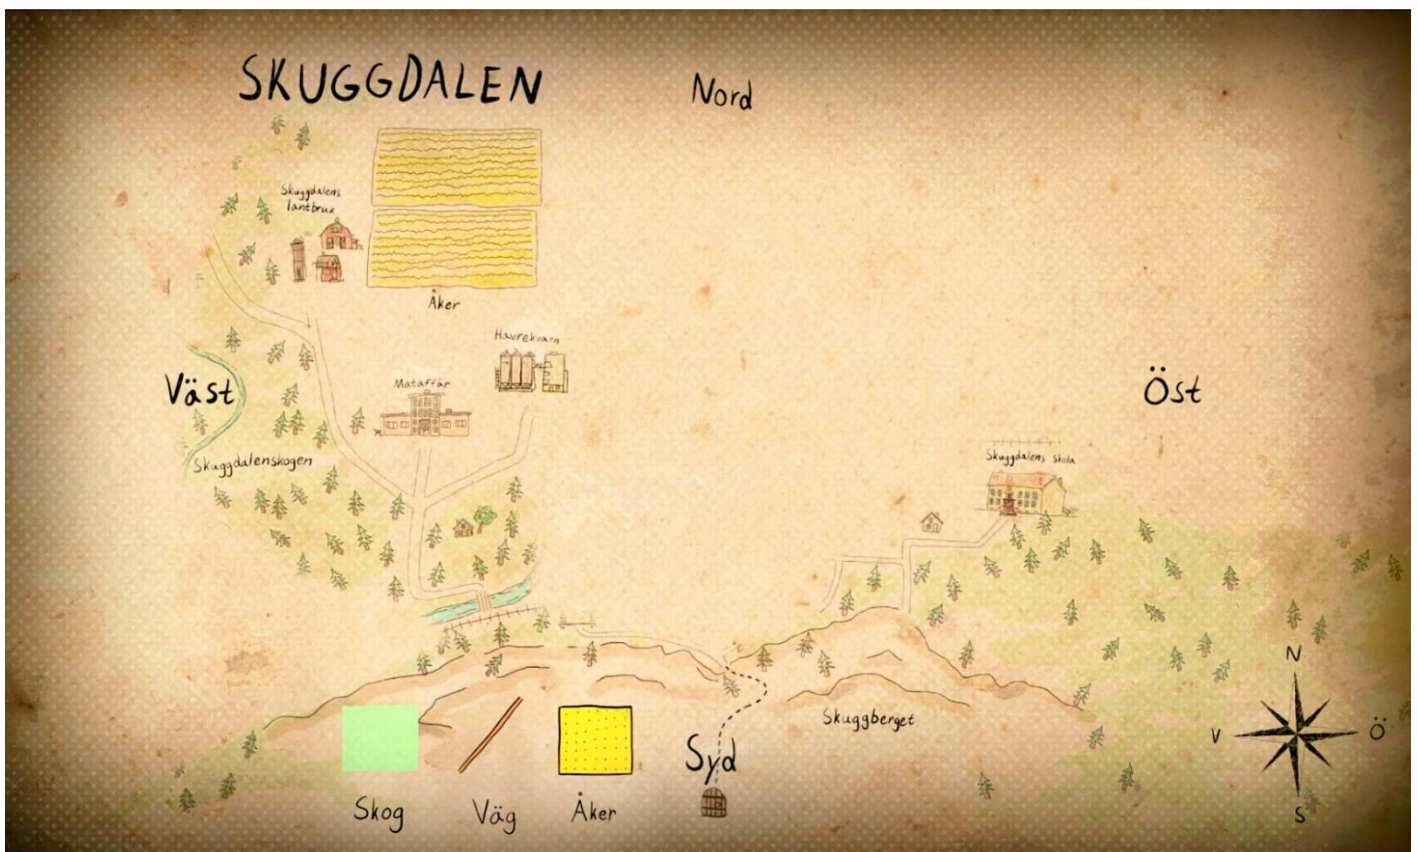 SKUGGDALEN
Nord
Skuggdalens
lantbruk
Åker
Havrekvarn
Väst
Mataffär
Öst
Skuggdalenskogen
Skuggdalens skola
Skuggberget
Syd
Skog
Väg
Åker
N
V
Ö
S